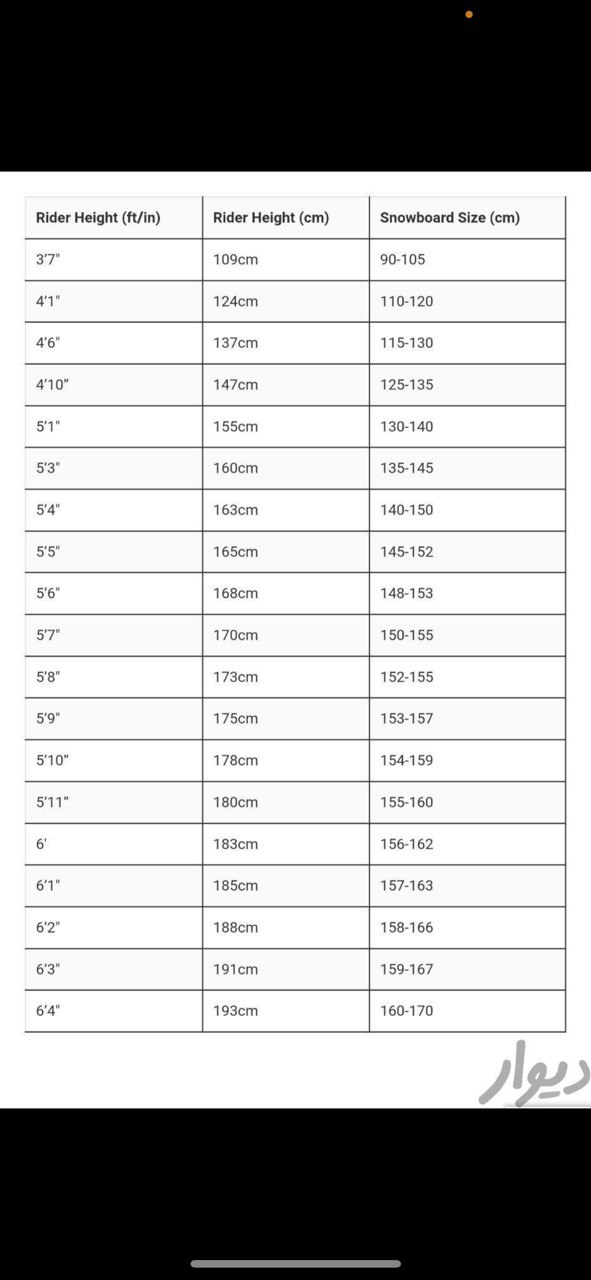 Rider Height (ft/in) Rider Height (cm) Snowboard Size (cm)
3'7" 109cm 90-105
4'1" 124cm 110-120
4'6" 137cm 115-130
4'10” 147cm 125-135
5'1" 155cm 130-140
5'3" 160cm 135-145
5'4" 163cm 140-150
5'5" 165cm 145-152
5'6" 168cm 148-153
5'7" 170cm 150-155
5'8" 173cm 152-155
5'9" 175cm 153-157
5'10” 178cm 154-159
5'11” 180cm 155-160
6' 183cm 156-162
6'1" 185cm 157-163
6'2" 188cm 158-166
6'3" 191cm 159-167
6'4" 193cm 160-170
دیوار